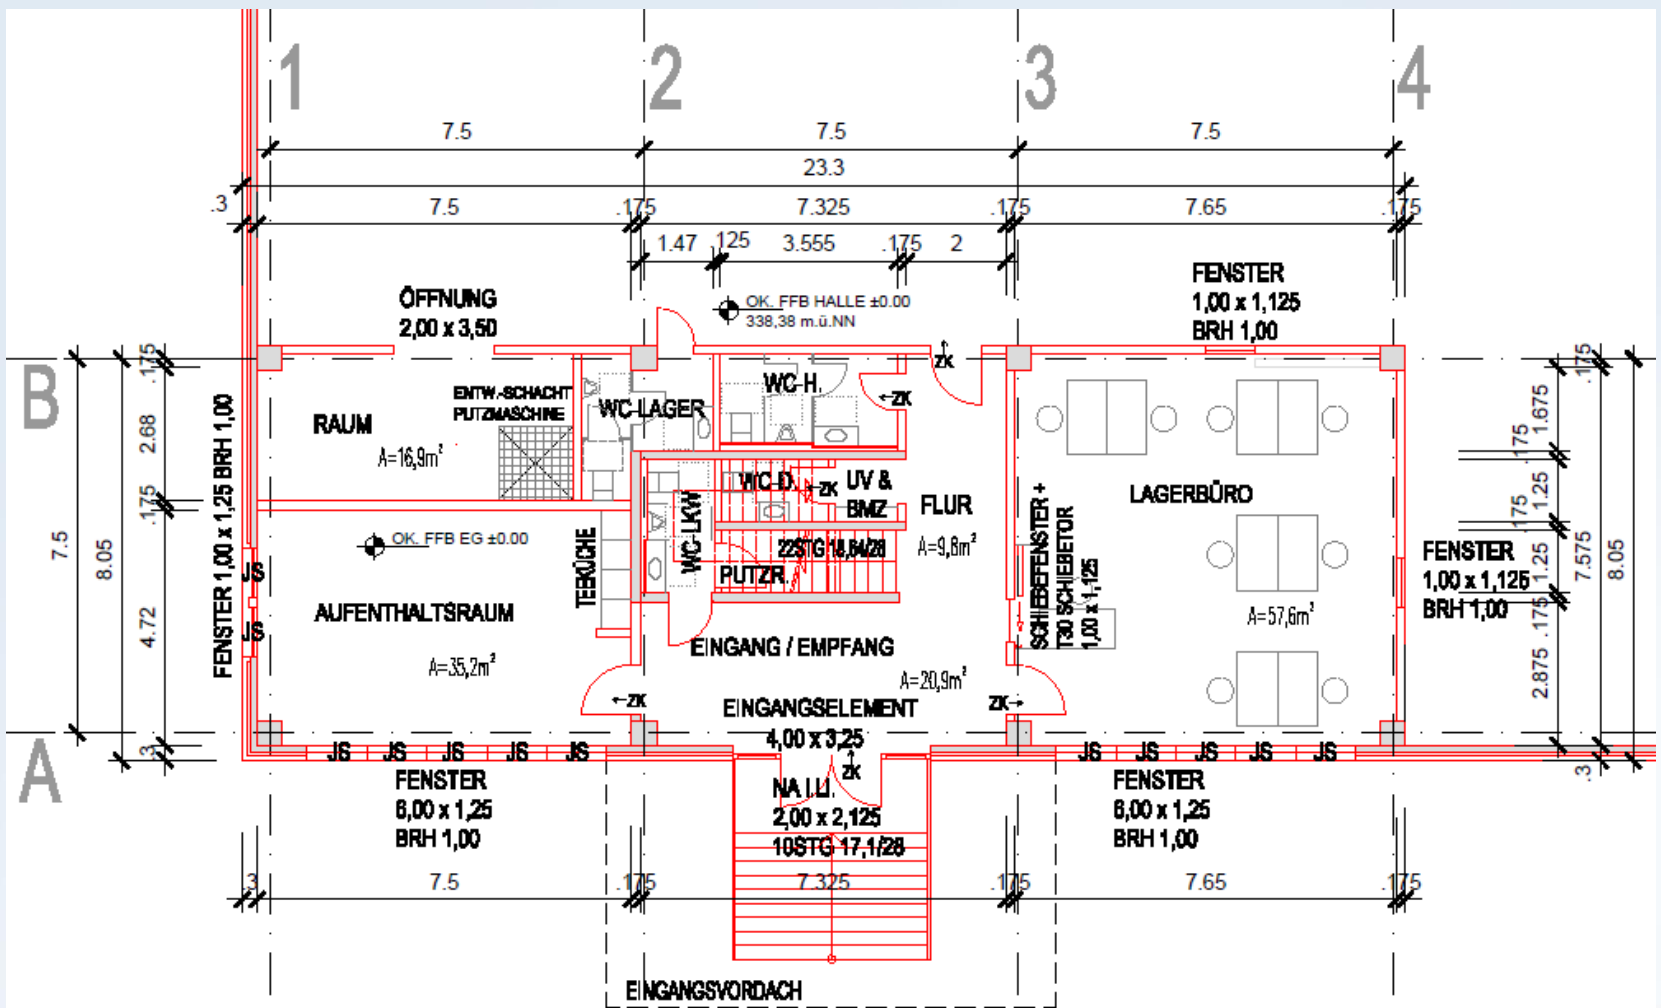 1
2
3
4
7.5
7.5
7.5
23.3
.3
7.5
.175
7.325
.175
7.65
.175
1.47
.125
3.555
.175
2
ÖFFNUNG
2,00 x 3,50
OK. FFB HALLE ±0.00
338,38 m.ü.NN
FENSTER
1,00 x 1,125
BRH 1,00
B
A
7.5
8.05
.175
2.68
.175
4.72
.3
FENSTER 1,00 x 1,25 BRH 1,00
JS
JS
RAUM
A=16,9m²
ENTW.-SCHACHT
PUTZMASCHINE
WC-LAGER
WC-H.
ZK
ZK
WC-D.
ZK
UV &
BMZ
WC-LKW
22STG 18,64/28
PUTZR.
FLUR
A=9,8m²
OK. FFB EG ±0.00
TEEKÜCHE
AUFENTHALTSRAUM
A=35,2m²
ZK
EINGANG / EMPFANG
A=20,9m²
ZK
EINGANGSELEMENT
4,00 x 3,25
ZK
SCHIEBEFENSTER +
T30 SCHIEBETOR
1,00 x 1,125
LAGERBÜRO
A=57,6m²
FENSTER
1,00 x 1,125
BRH 1,00
.175
1.675
.175
1.25
.175
1.25
.175
2.875
7.575
8.05
.3
JS
JS
JS
JS
JS
JS
JS
JS
JS
JS
FENSTER
6,00 x 1,25
BRH 1,00
2,00 x 2,125
10STG 17,1/28
FENSTER
6,00 x 1,25
BRH 1,00
.3
7.5
.175
7.325
.175
7.65
.175
EINGANGSVORDACH